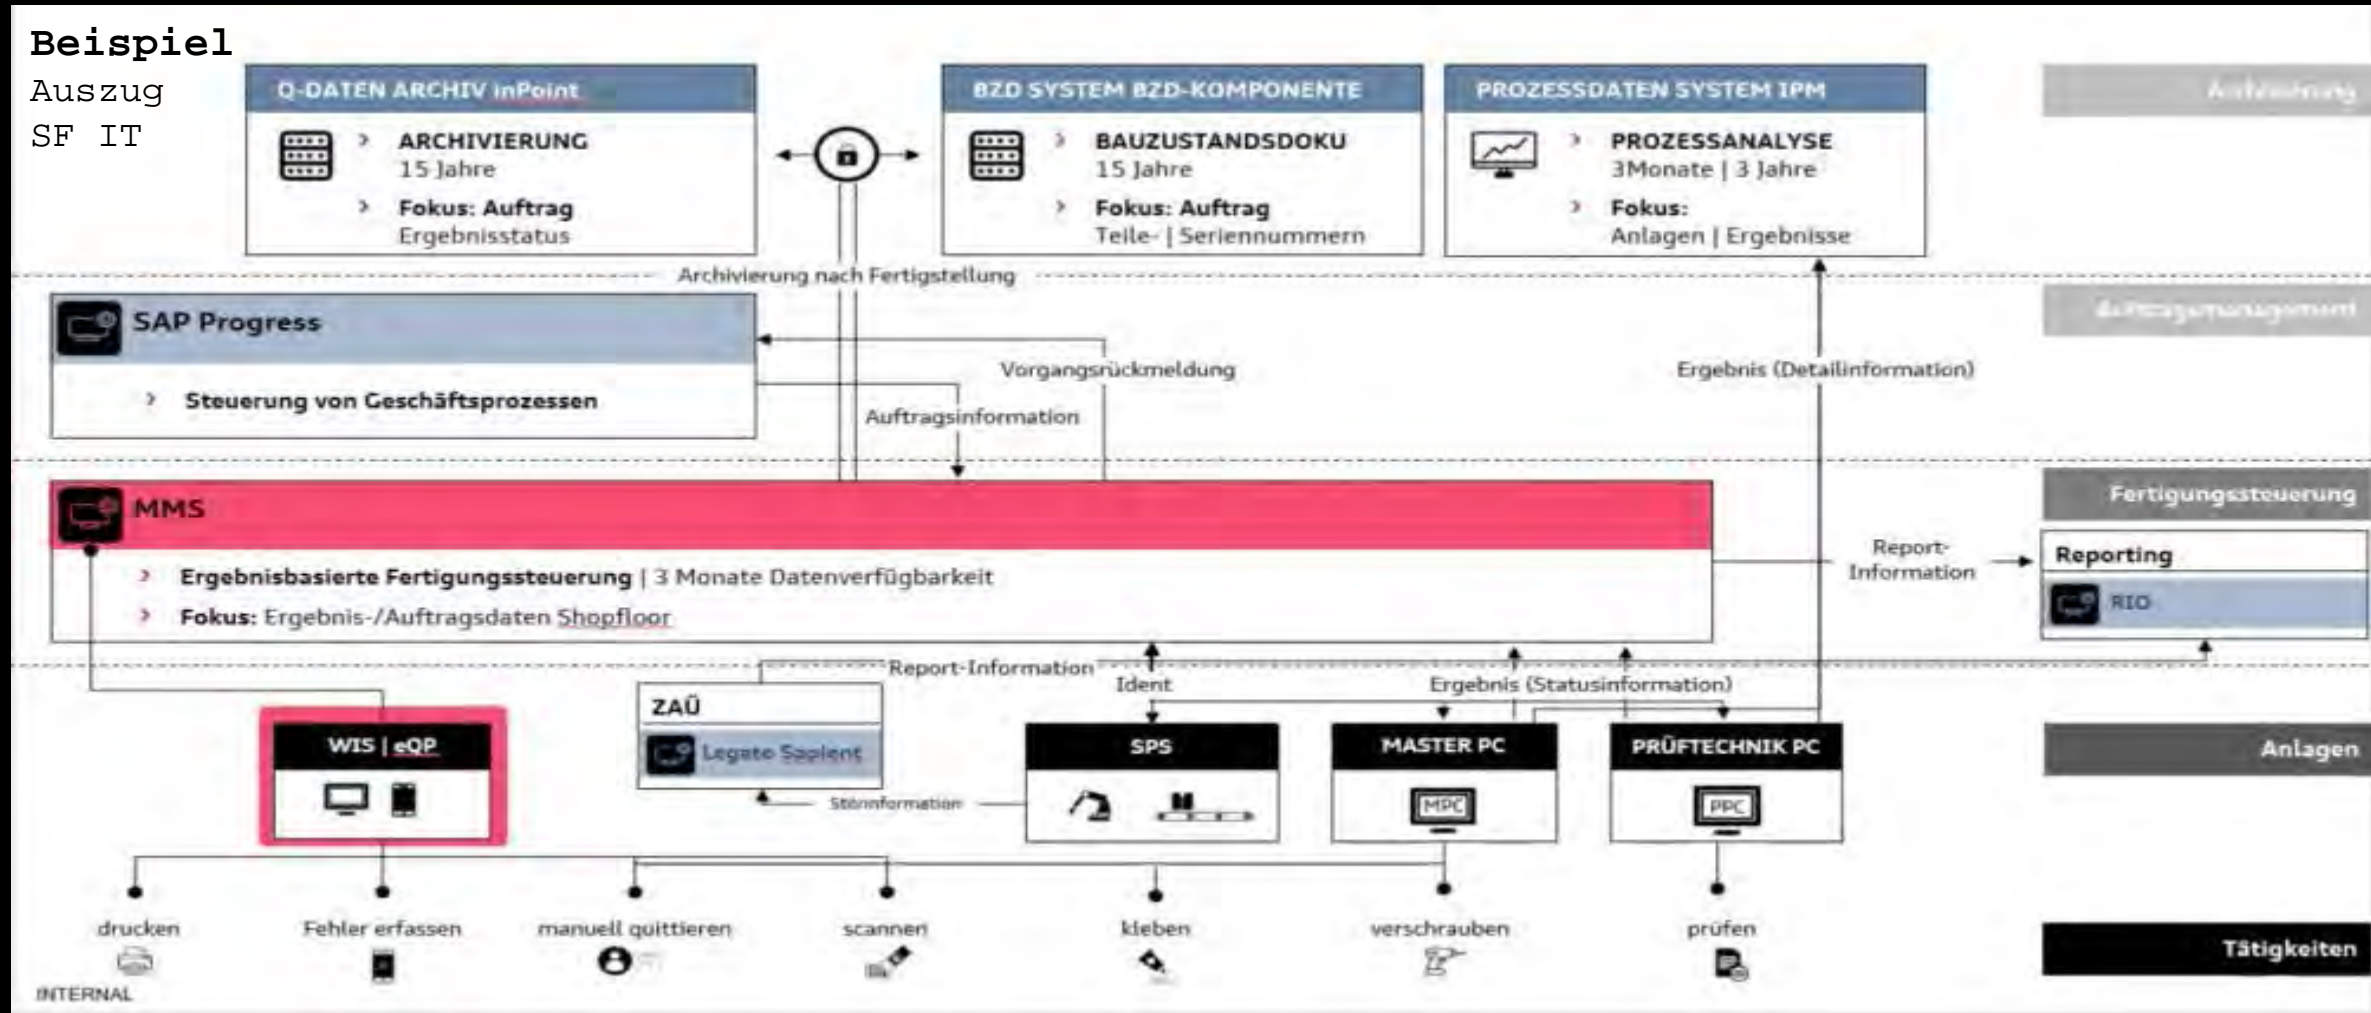 Beispiel
Auszug
SF IT
Q-DATEN ARCHIV inPoint
ARCHIVIERUNG
15 Jahre
Fokus: Auftrag
Ergebnisstatus
BZD SYSTEM BZD-KOMPONENTE
BAUZUSTANDSDOKU
15 Jahre
Fokus: Auftrag
Teile- | Seriennummern
PROZESSDATEN SYSTEM IPM
PROZESSANALYSE
3Monate | 3 Jahre
Fokus:
Anlagen | Ergebnisse
Archivierung
Archivierung nach Fertigstellung
SAP Progress
Steuerung von Geschäftsprozessen
Vorgangsrückmeldung
Auftragsinformation
Ergebnis (Detailinformation)
Auftragsmanagement
MMS
Ergebnisbasierte Fertigungssteuerung | 3 Monate Datenverfügbarkeit
Fokus: Ergebnis-/Auftragsdaten Shopfloor
Report-
Information
Fertigungssteuerung
Reporting
RIO
Report-Information
Ident
Ergebnis (Statusinformation)
WIS | eQP
ZAÜ
Legato Sapient
Störinformation
SPS
MASTER PC
MPC
PRÜFTECHNIK PC
PPC
Anlagen
drucken
Fehler erfassen
manuell quittieren
scannen
kleben
verschrauben
prüfen
Tätigkeiten
INTERNAL